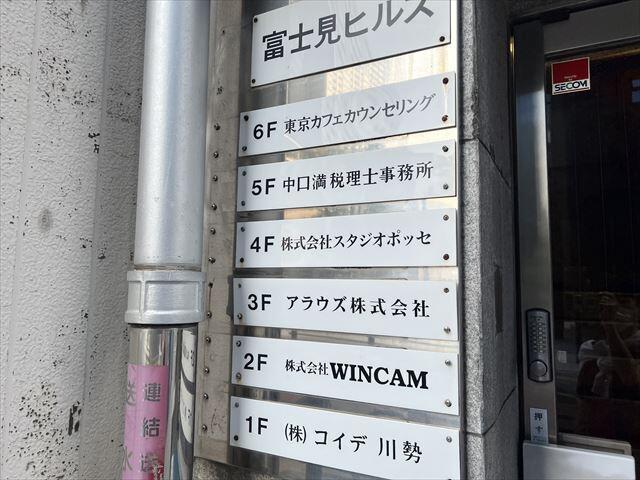 富士見ヒルズ
6F 東京カフェカウンセリング
5F 中口満税理士事務所
4F 株式会社スタジオポッセ
3F アラウズ株式会社
2F 株式会社WINCAM
1F (株)コイデ川勢
SECOM
押す
連結送
送水